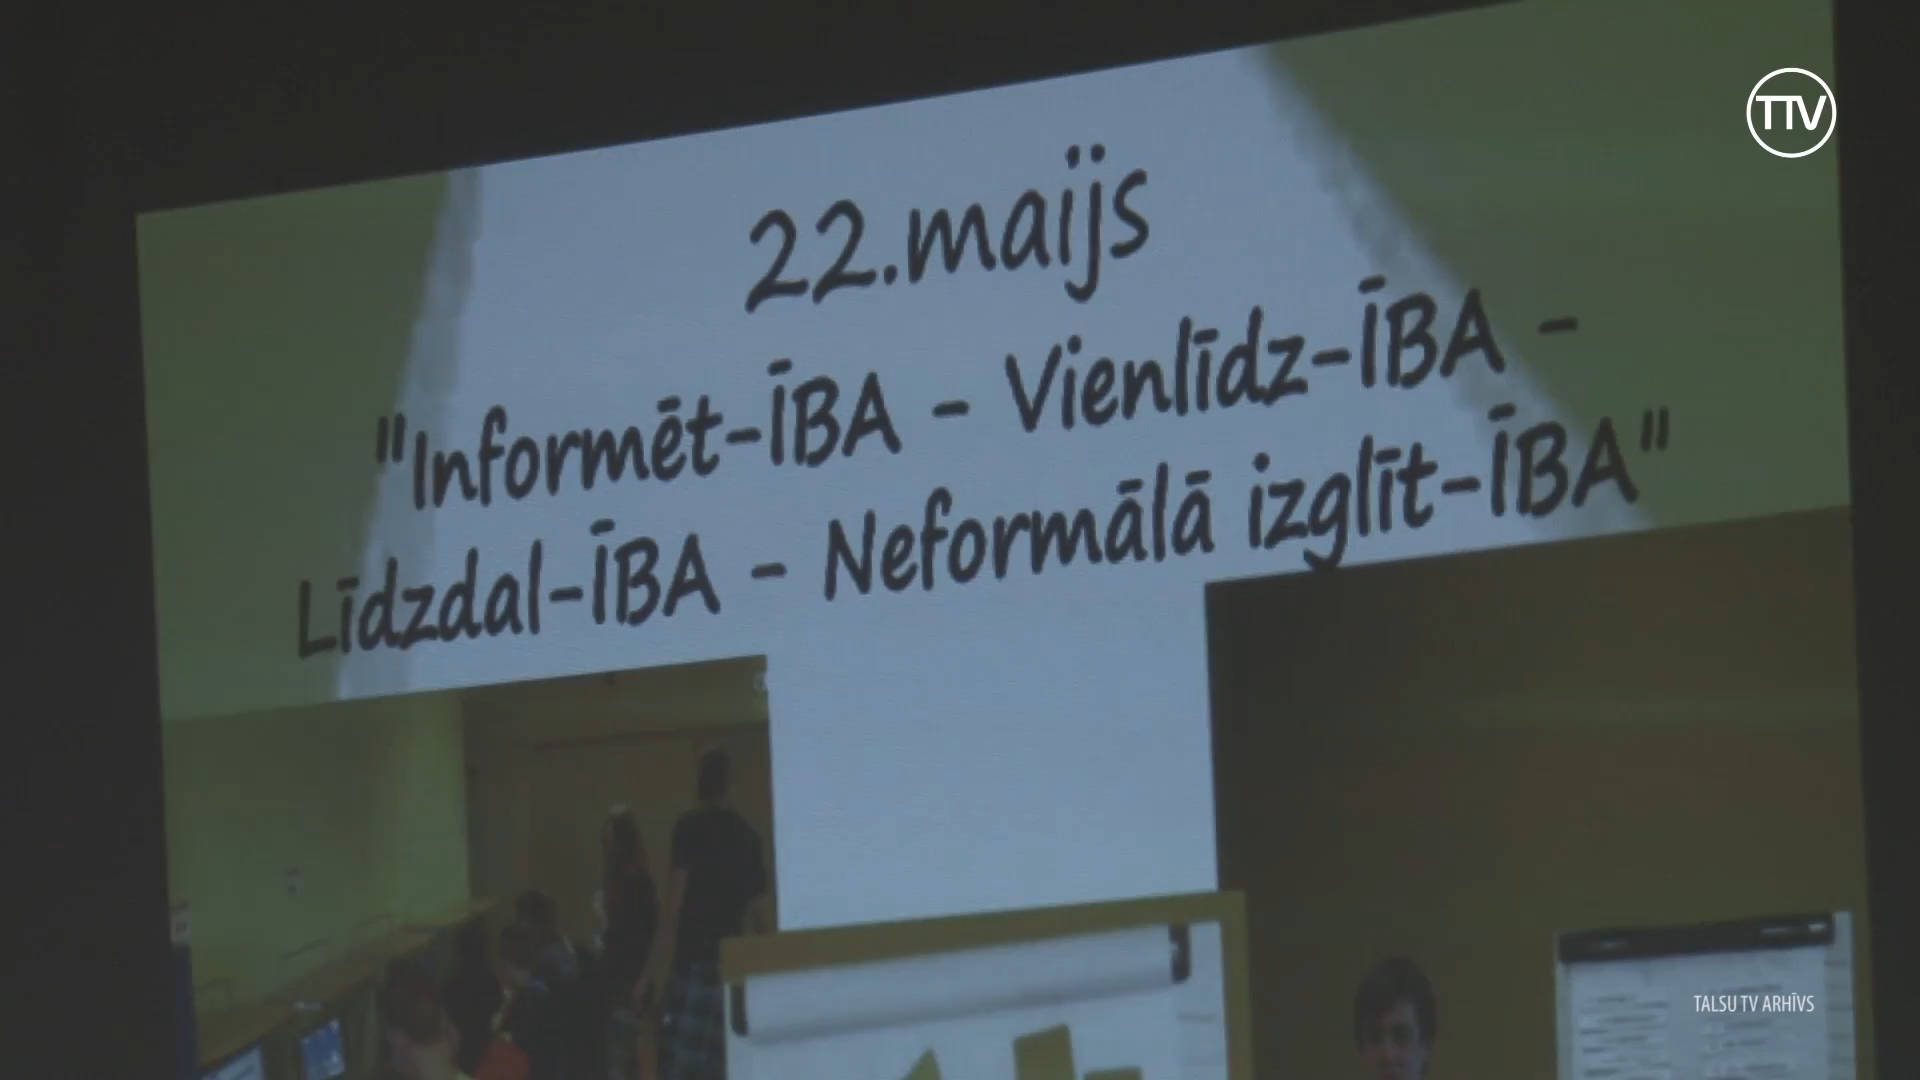 TTV
22.maijs
"Informēt-ĪBA - Vienlīdz-ĪBA -
Līdzdal-ĪBA - Neformālā izglīt-ĪBA"
TALSU TV ARHĪVS